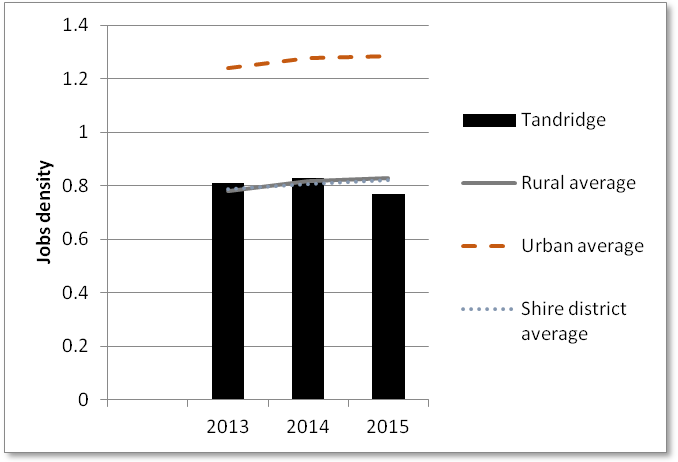 1.4
1.2
1
0.8
0.6
0.4
0.2
0
Jobs density
2013 2014 2015
Tandridge
Rural average
Urban average
Shire district
average